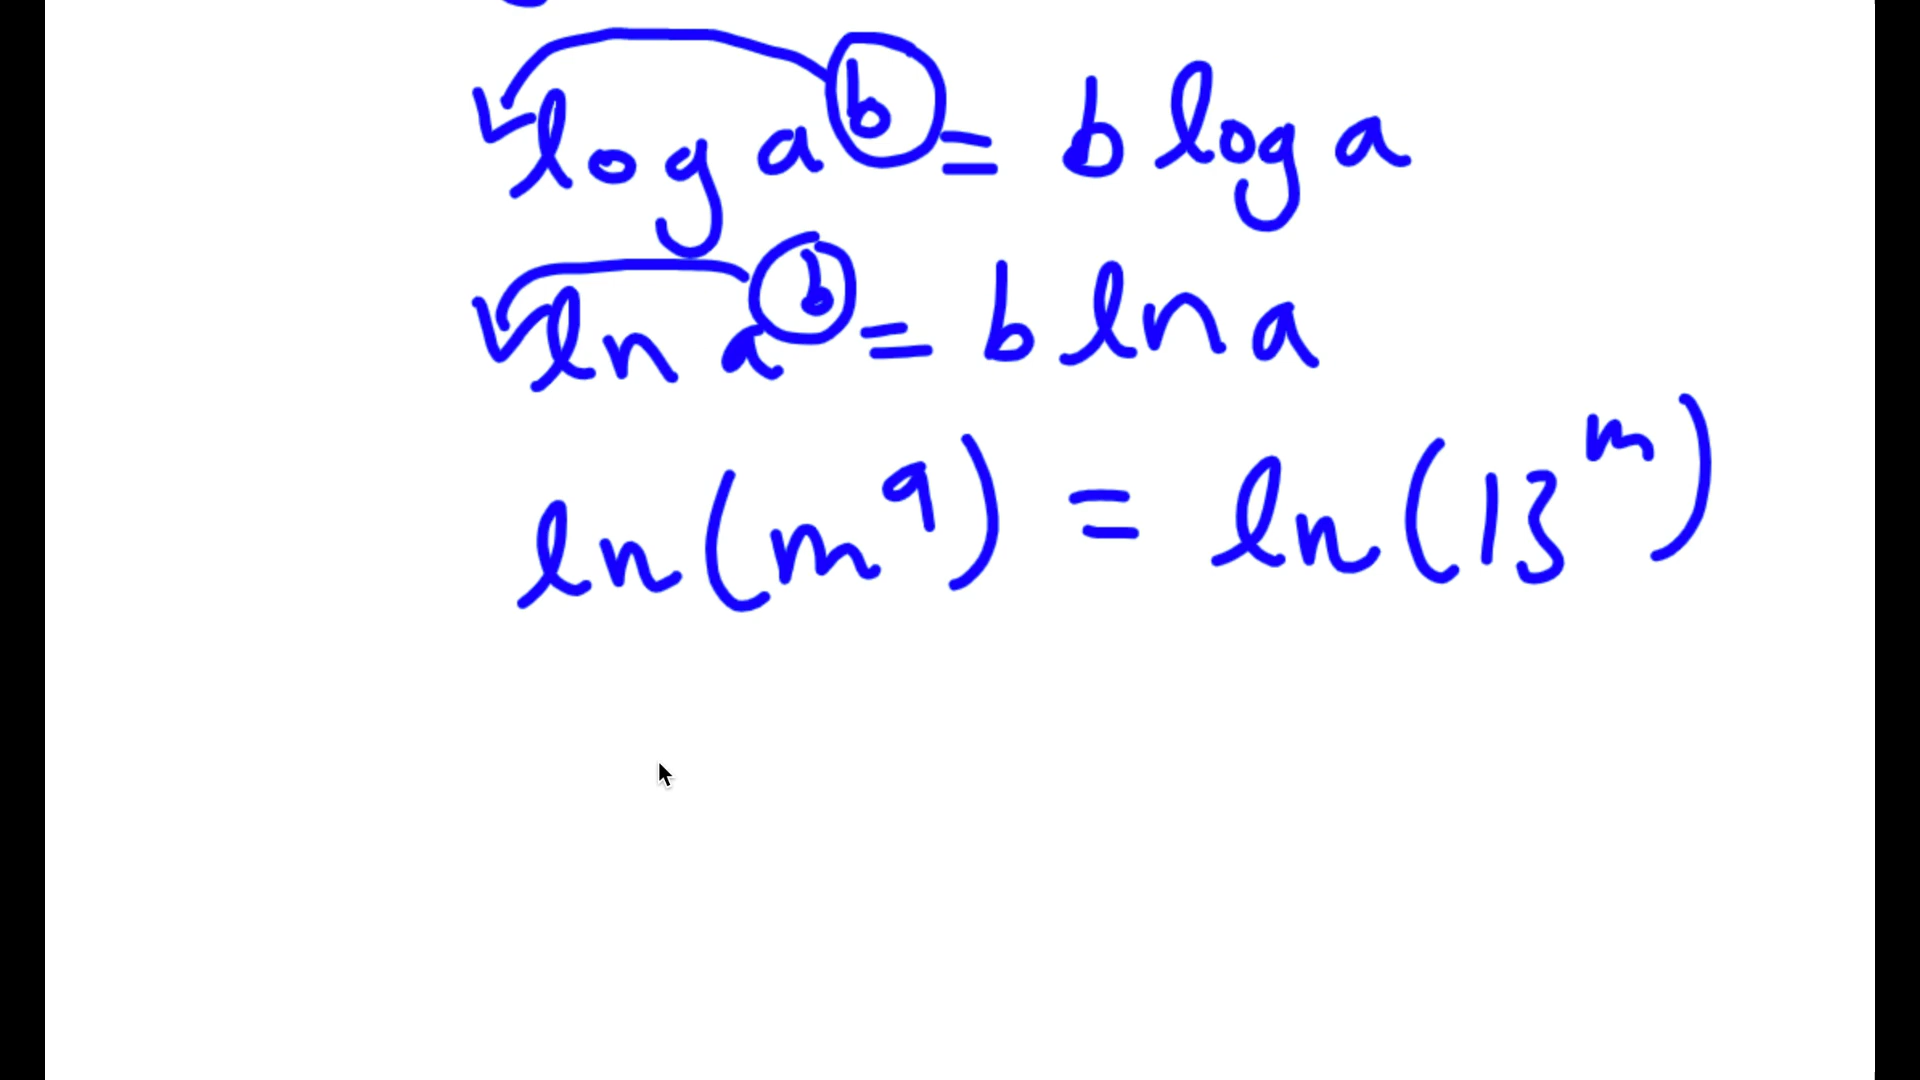 log a^b = b log a
ln a^b = b ln a
ln(m^9) = ln(13^m)